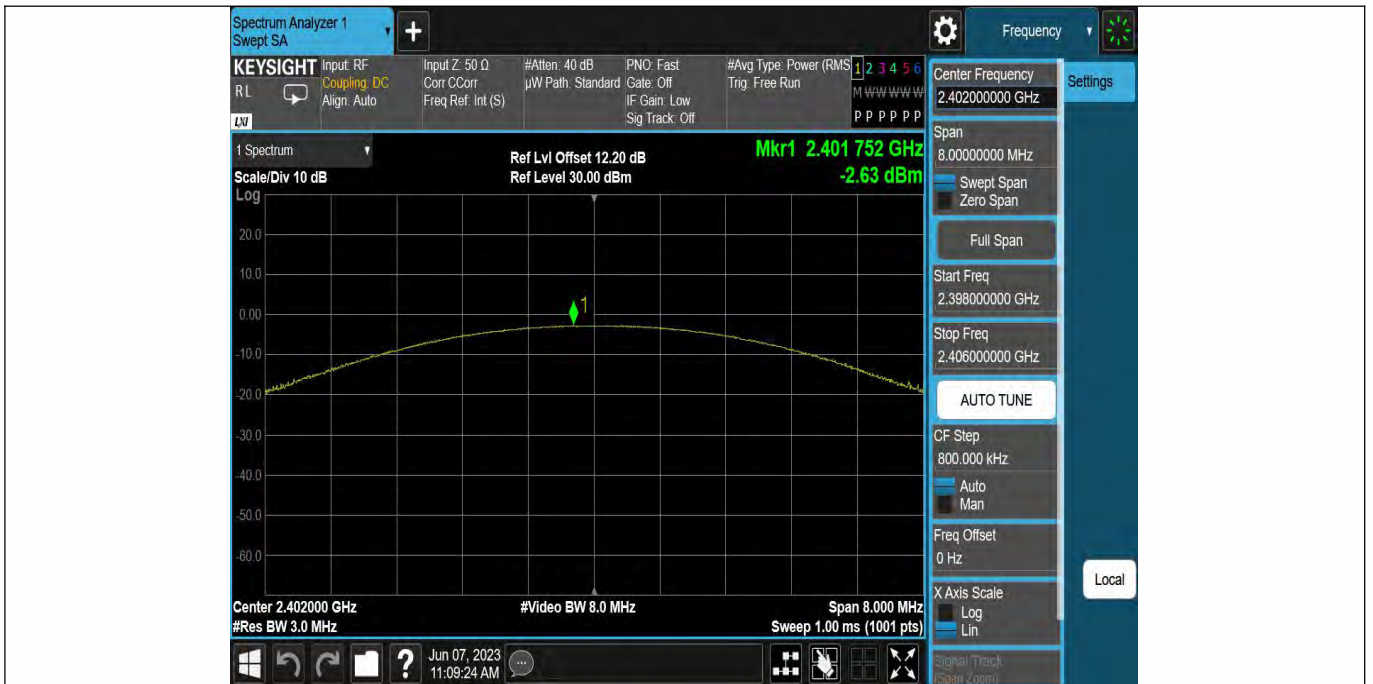 Spectrum Analyzer 1
Swept SA
Frequency
KEYSIGHT
RL
LXI
Input: RF
Coupling: DC
Align: Auto
Input Z: 50 Ω
Corr CCorr
Freq Ref: Int (S)
#Atten: 40 dB
µW Path: Standard
PNO: Fast
Gate: Off
IF Gain: Low
Sig Track: Off
#Avg Type: Power (RMS
Trig: Free Run
1 2 3 4 5 6
M W W W W W
P P P P P P
1 Spectrum
Scale/Div 10 dB
Ref Lvl Offset 12.20 dB
Ref Level 30.00 dBm
Mkr1 2.401 752 GHz
-2.63 dBm
Log
20.0
10.0
0.00
-10.0
-20.0
-30.0
-40.0
-50.0
-60.0
1
Center 2.402000 GHz
#Res BW 3.0 MHz
#Video BW 8.0 MHz
Span 8.000 MHz
Sweep 1.00 ms (1001 pts)
Center Frequency
2.402000000 GHz
Settings
Span
8.00000000 MHz
Swept Span
Zero Span
Full Span
Start Freq
2.398000000 GHz
Stop Freq
2.406000000 GHz
AUTO TUNE
CF Step
800.000 kHz
Auto
Man
Freq Offset
0 Hz
X Axis Scale
Log
Lin
Signal Track
(Span Zoom)
Local
?
Jun 07, 2023
11:09:24 AM